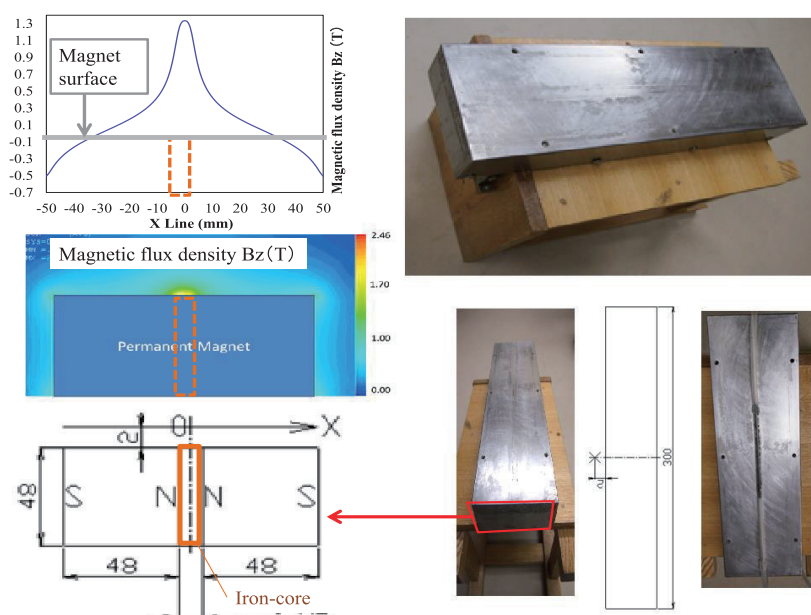 1.3
1.1
0.9
0.7
0.5
0.3
0.1
-0.1
-0.3
-0.5
-0.7
Magnet
surface
Magnetic flux density Bz (T)
-50 -40 -30 -20 -10 0 10 20 30 40 50
X Line (mm)
Magnetic flux density Bz(T)
2.46
1.70
1.00
0.00
Permanent Magnet
2
0
X
48
S
N
N
S
48
48
Iron-core
X
2
300